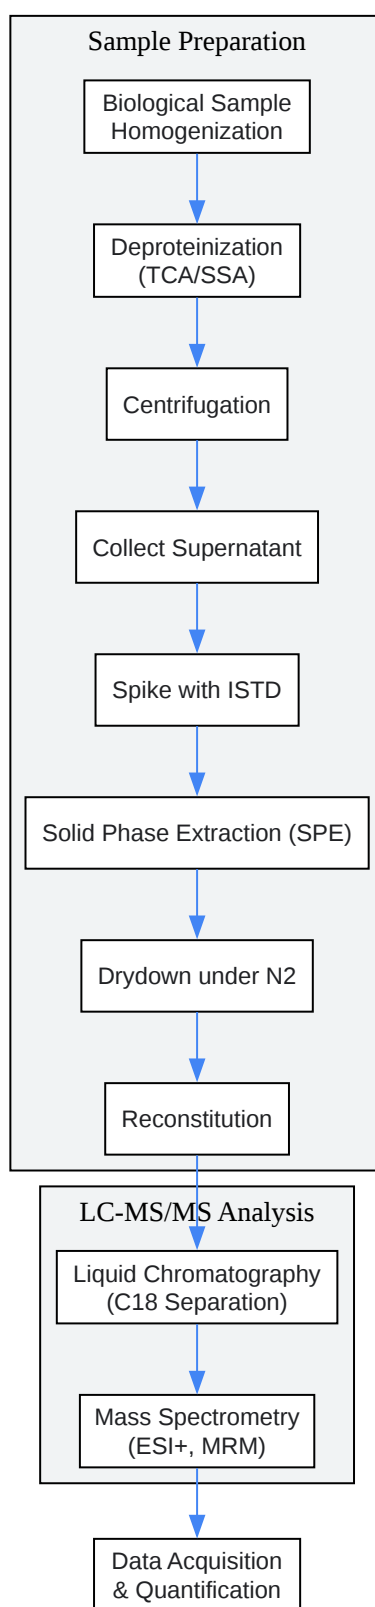 Sample Preparation
Biological Sample
Homogenization
Deproteinization
(TCA/SSA)
Centrifugation
Collect Supernatant
Spike with ISTD
Solid Phase Extraction (SPE)
Drydown under N2
Reconstitution
LC-MS/MS Analysis
Liquid Chromatography
(C18 Separation)
Mass Spectrometry
(ESI+, MRM)
Data Acquisition
& Quantification